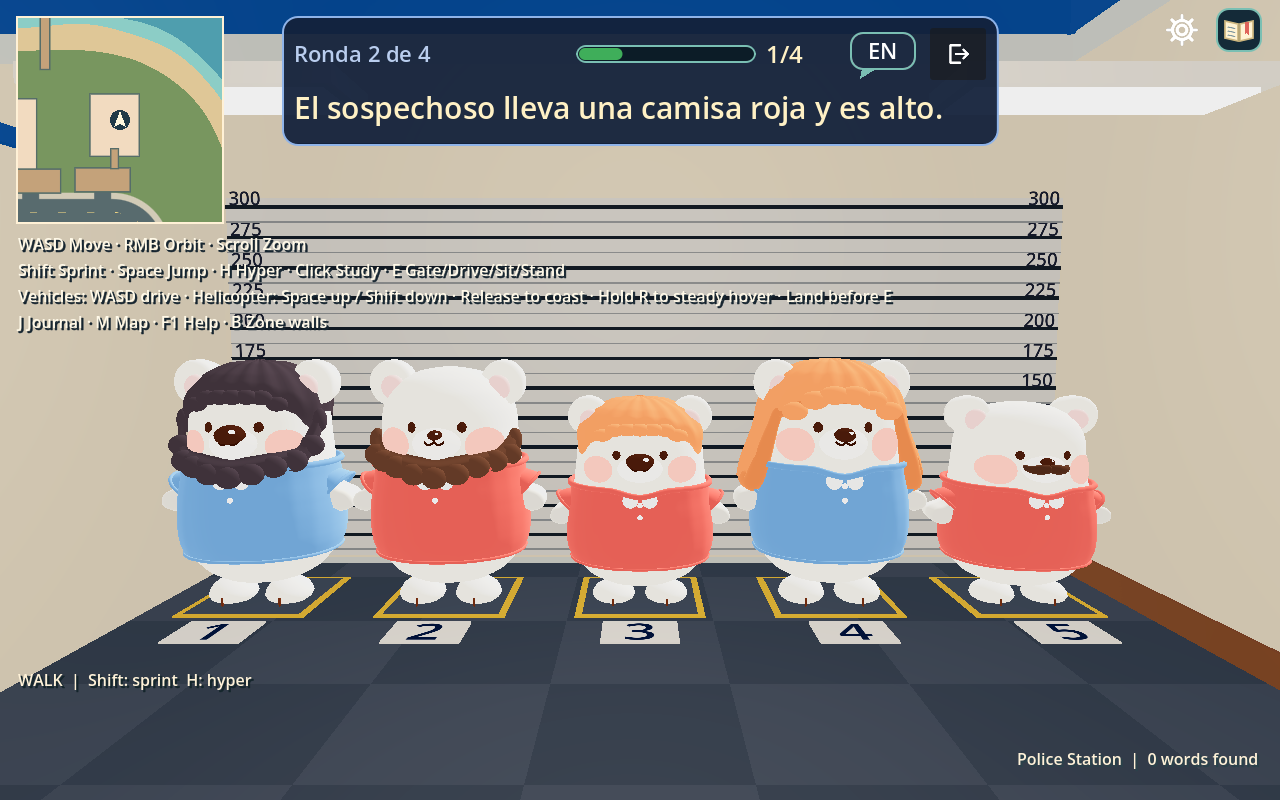 Ronda 2 de 4
1/4
EN
El sospechoso lleva una camisa roja y es alto.
300 300
275 275
WASD Move · RMB Orbit · Scroll Zoom
250 250
Shift Sprint · Space Jump · H Hyper · Click Study · E Gate/Drive/Sit/Stand
225 225
Vehicles: WASD drive · Helicopter: Space up / Shift down · Release to coast · Hold R to steady hover · Land before E
200 200
J Journal · M Map · F1 Help · B Zone walls
175 175
150
1 2 3 4 5
WALK | Shift: sprint H: hyper
Police Station | 0 words found